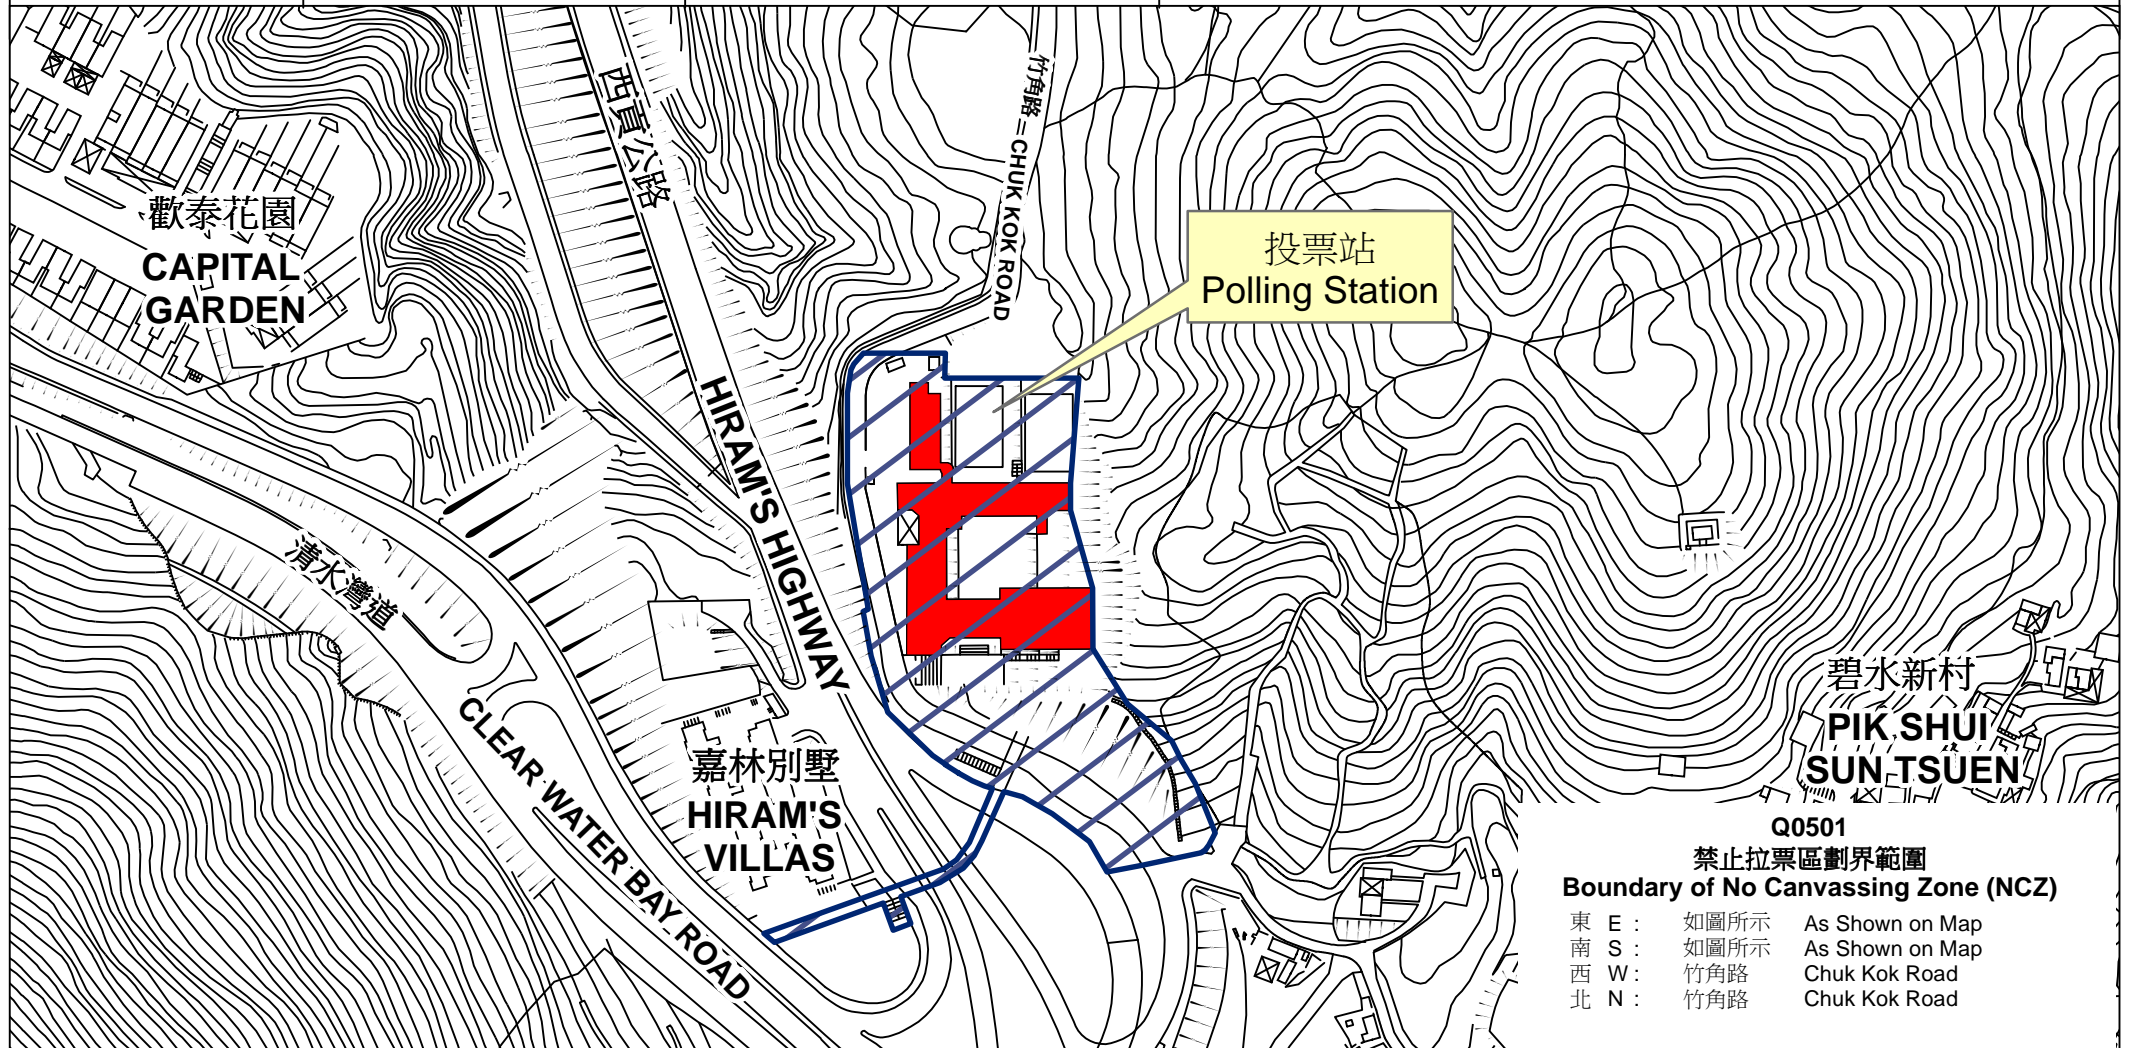 竹角路 = CHUK KOK ROAD
西貢公路
歡泰花園
CAPITAL
GARDEN
投票站
Polling Station
HIRAM'S HIGHWAY
清水灣道
CLEAR WATER BAY ROAD
嘉林別墅
HIRAM'S
VILLAS
碧水新村
PIK SHUI
SUN TSUEN
Q0501
禁止拉票區劃界範圍
Boundary of No Canvassing Zone (NCZ)
東 E : 如圖所示 As Shown on Map
南 S : 如圖所示 As Shown on Map
西 W : 竹角路 Chuk Kok Road
北 N : 竹角路 Chuk Kok Road